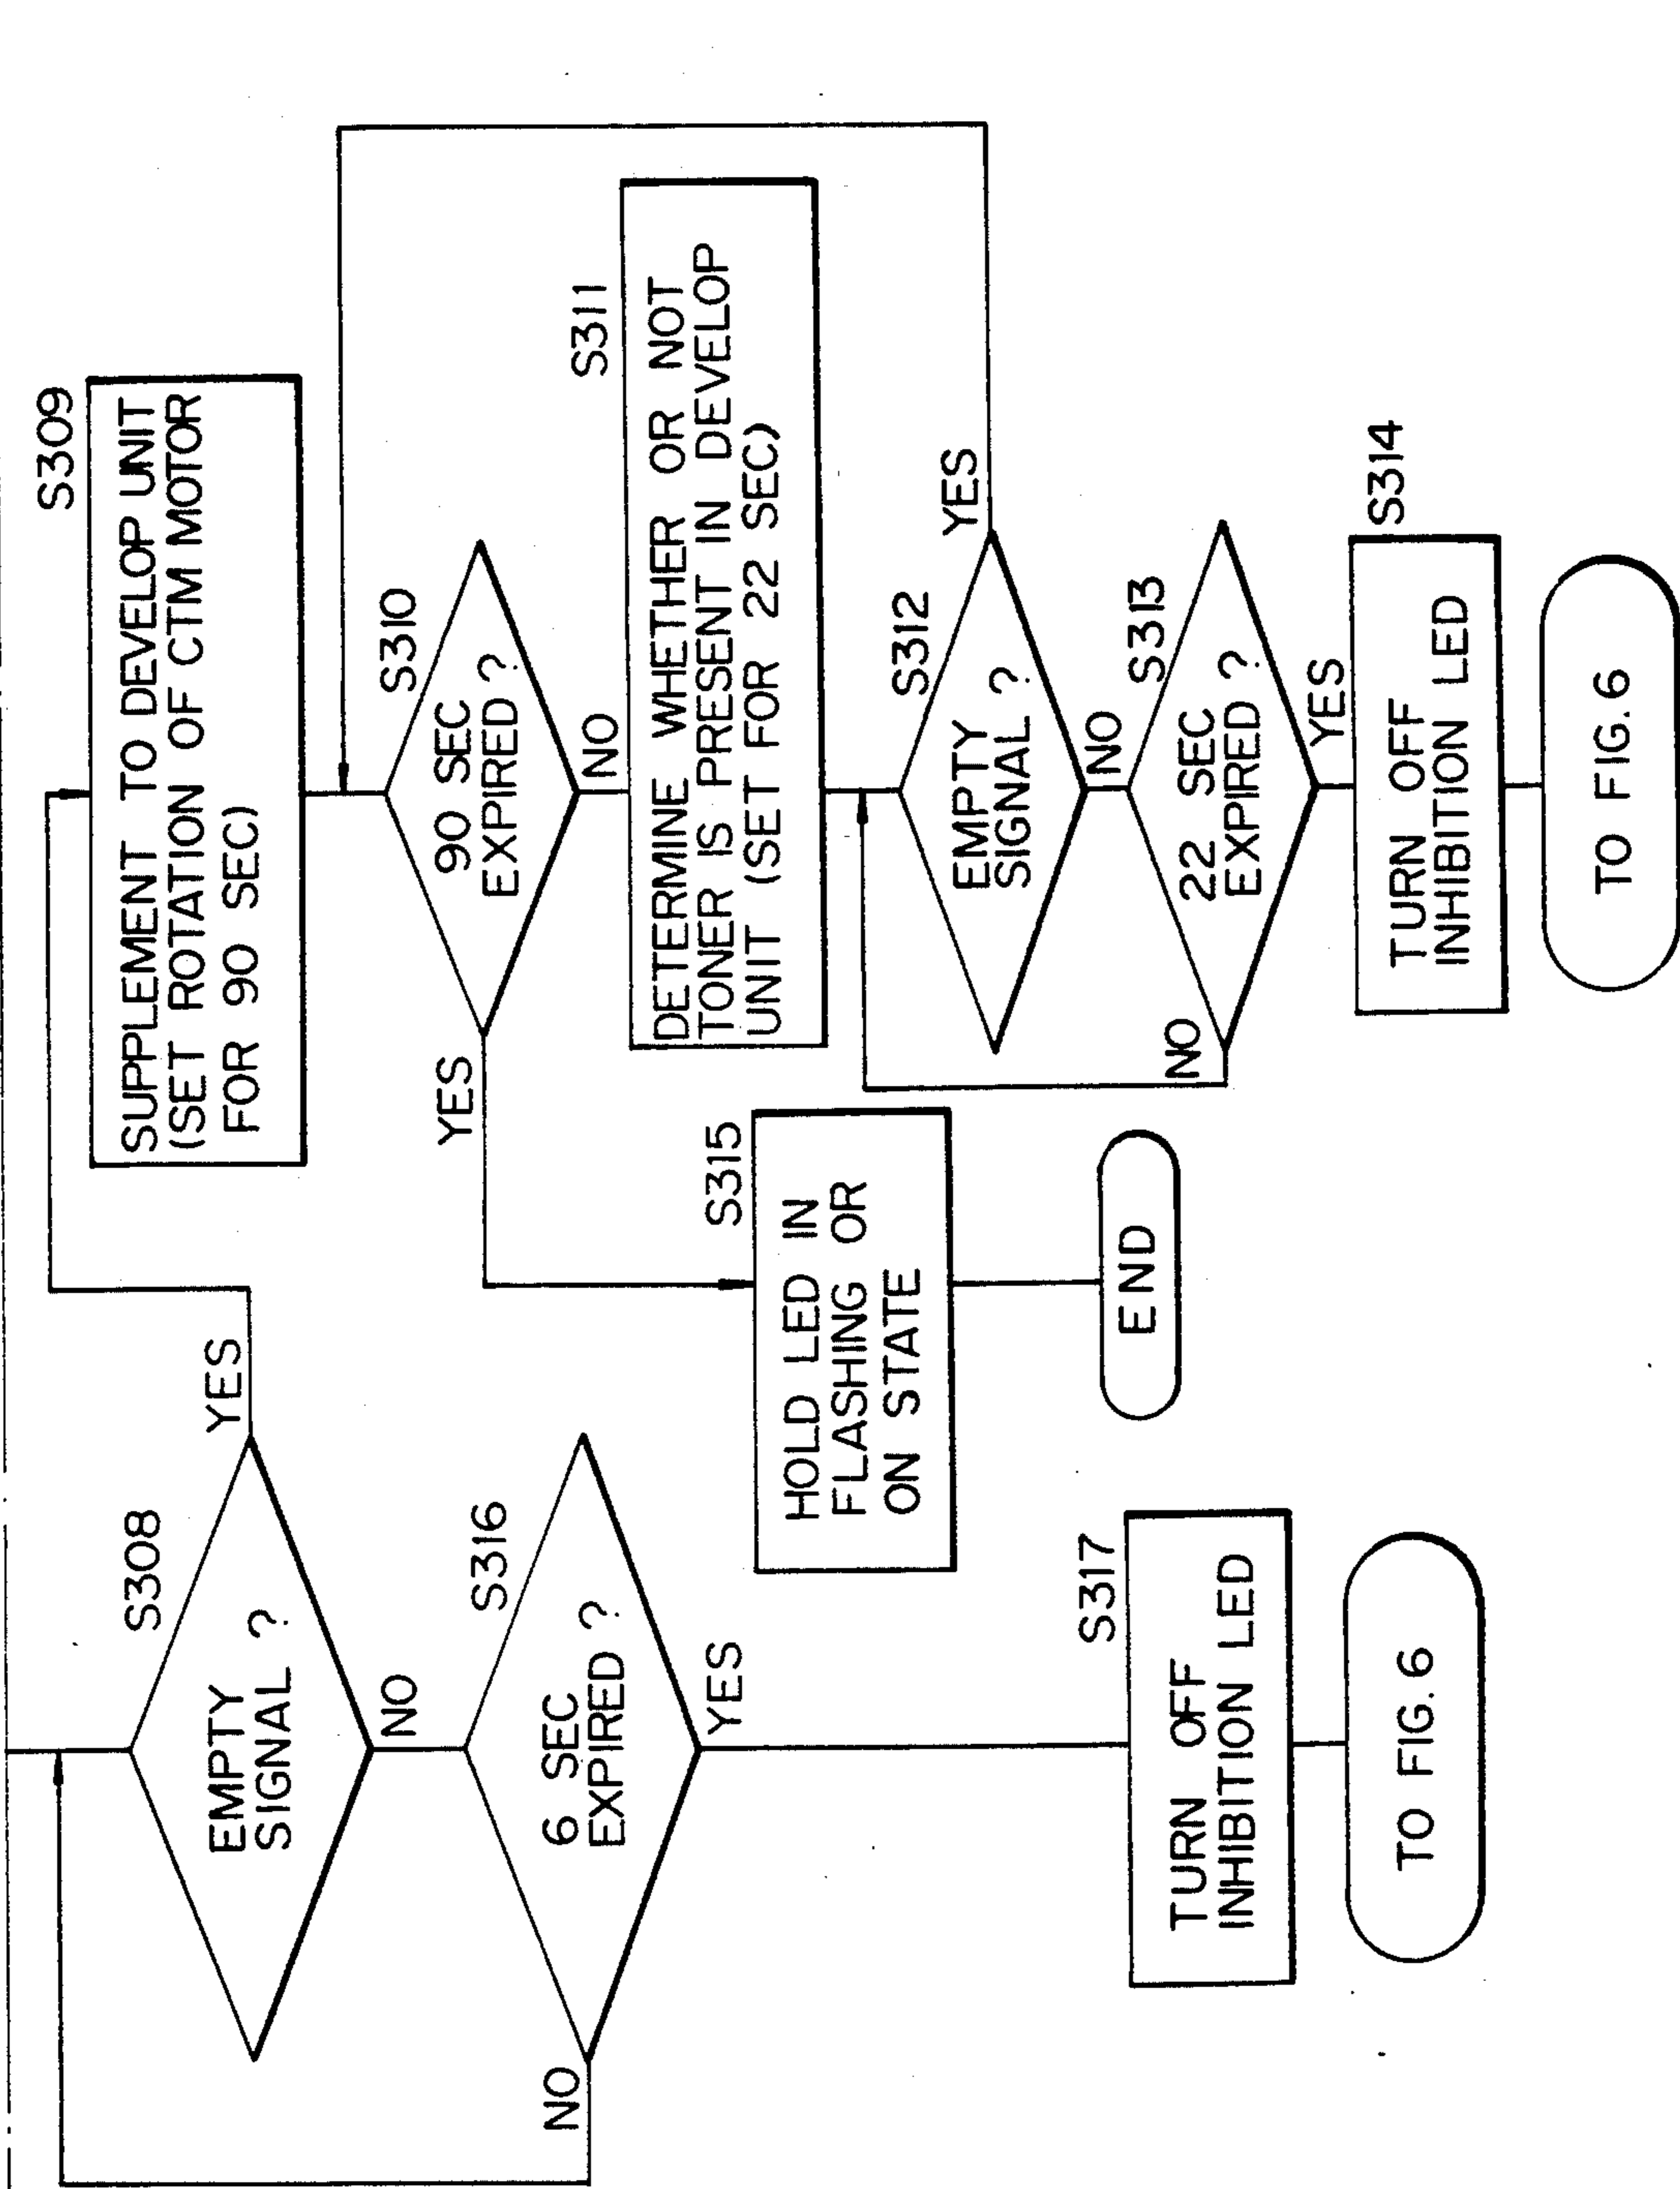 S308
EMPTY
SIGNAL ?
YES
NO
S316
6 SEC
EXPIRED ?
NO
YES
S317
TURN OFF
INHIBITION LED
TO FIG.6
S309
SUPPLEMENT TO DEVELOP UNIT
(SET ROTATION OF CTM MOTOR
FOR 90 SEC)
S310
90 SEC
EXPIRED ?
YES
NO
S315
HOLD LED IN
FLASHING OR
ON STATE
END
S311
DETERMINE WHETHER OR NOT
TONER IS PRESENT IN DEVELOP
UNIT (SET FOR 22 SEC)
S312
EMPTY
SIGNAL ?
YES
NO
S313
22 SEC
EXPIRED ?
NO
YES
S314
TURN OFF
INHIBITION LED
TO FIG.6